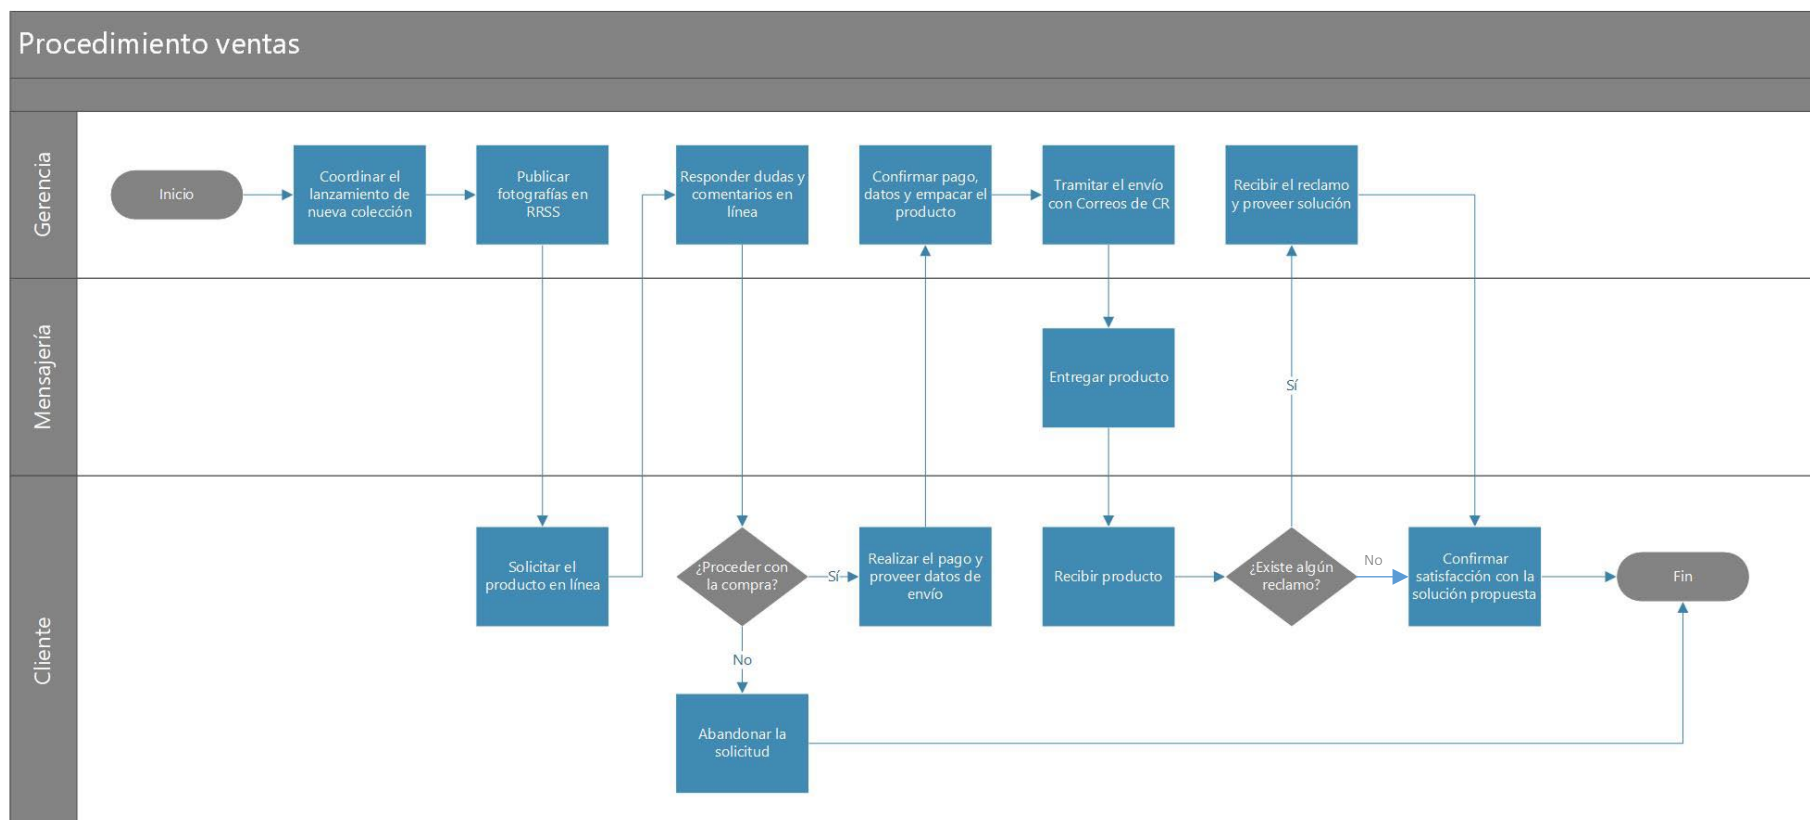 Procedimiento ventas
Gerencia
Inicio
Coordinar el
lanzamiento de
nueva colección
Publicar
fotografías en
RRSS
Responder dudas y
comentarios en
línea
Confirmar pago,
datos y empacar el
producto
Tramitar el envío
con Correos de CR
Recibir el reclamo
y proveer solución
Mensajería
Entregar producto
Sí
Cliente
Solicitar el
producto en línea
¿Proceder con
la compra?
Sí
Realizar el pago y
proveer datos de
envío
Recibir producto
¿Existe algún
reclamo?
No
Confirmar
satisfacción con la
solución propuesta
Fin
No
Abandonar la
solicitud